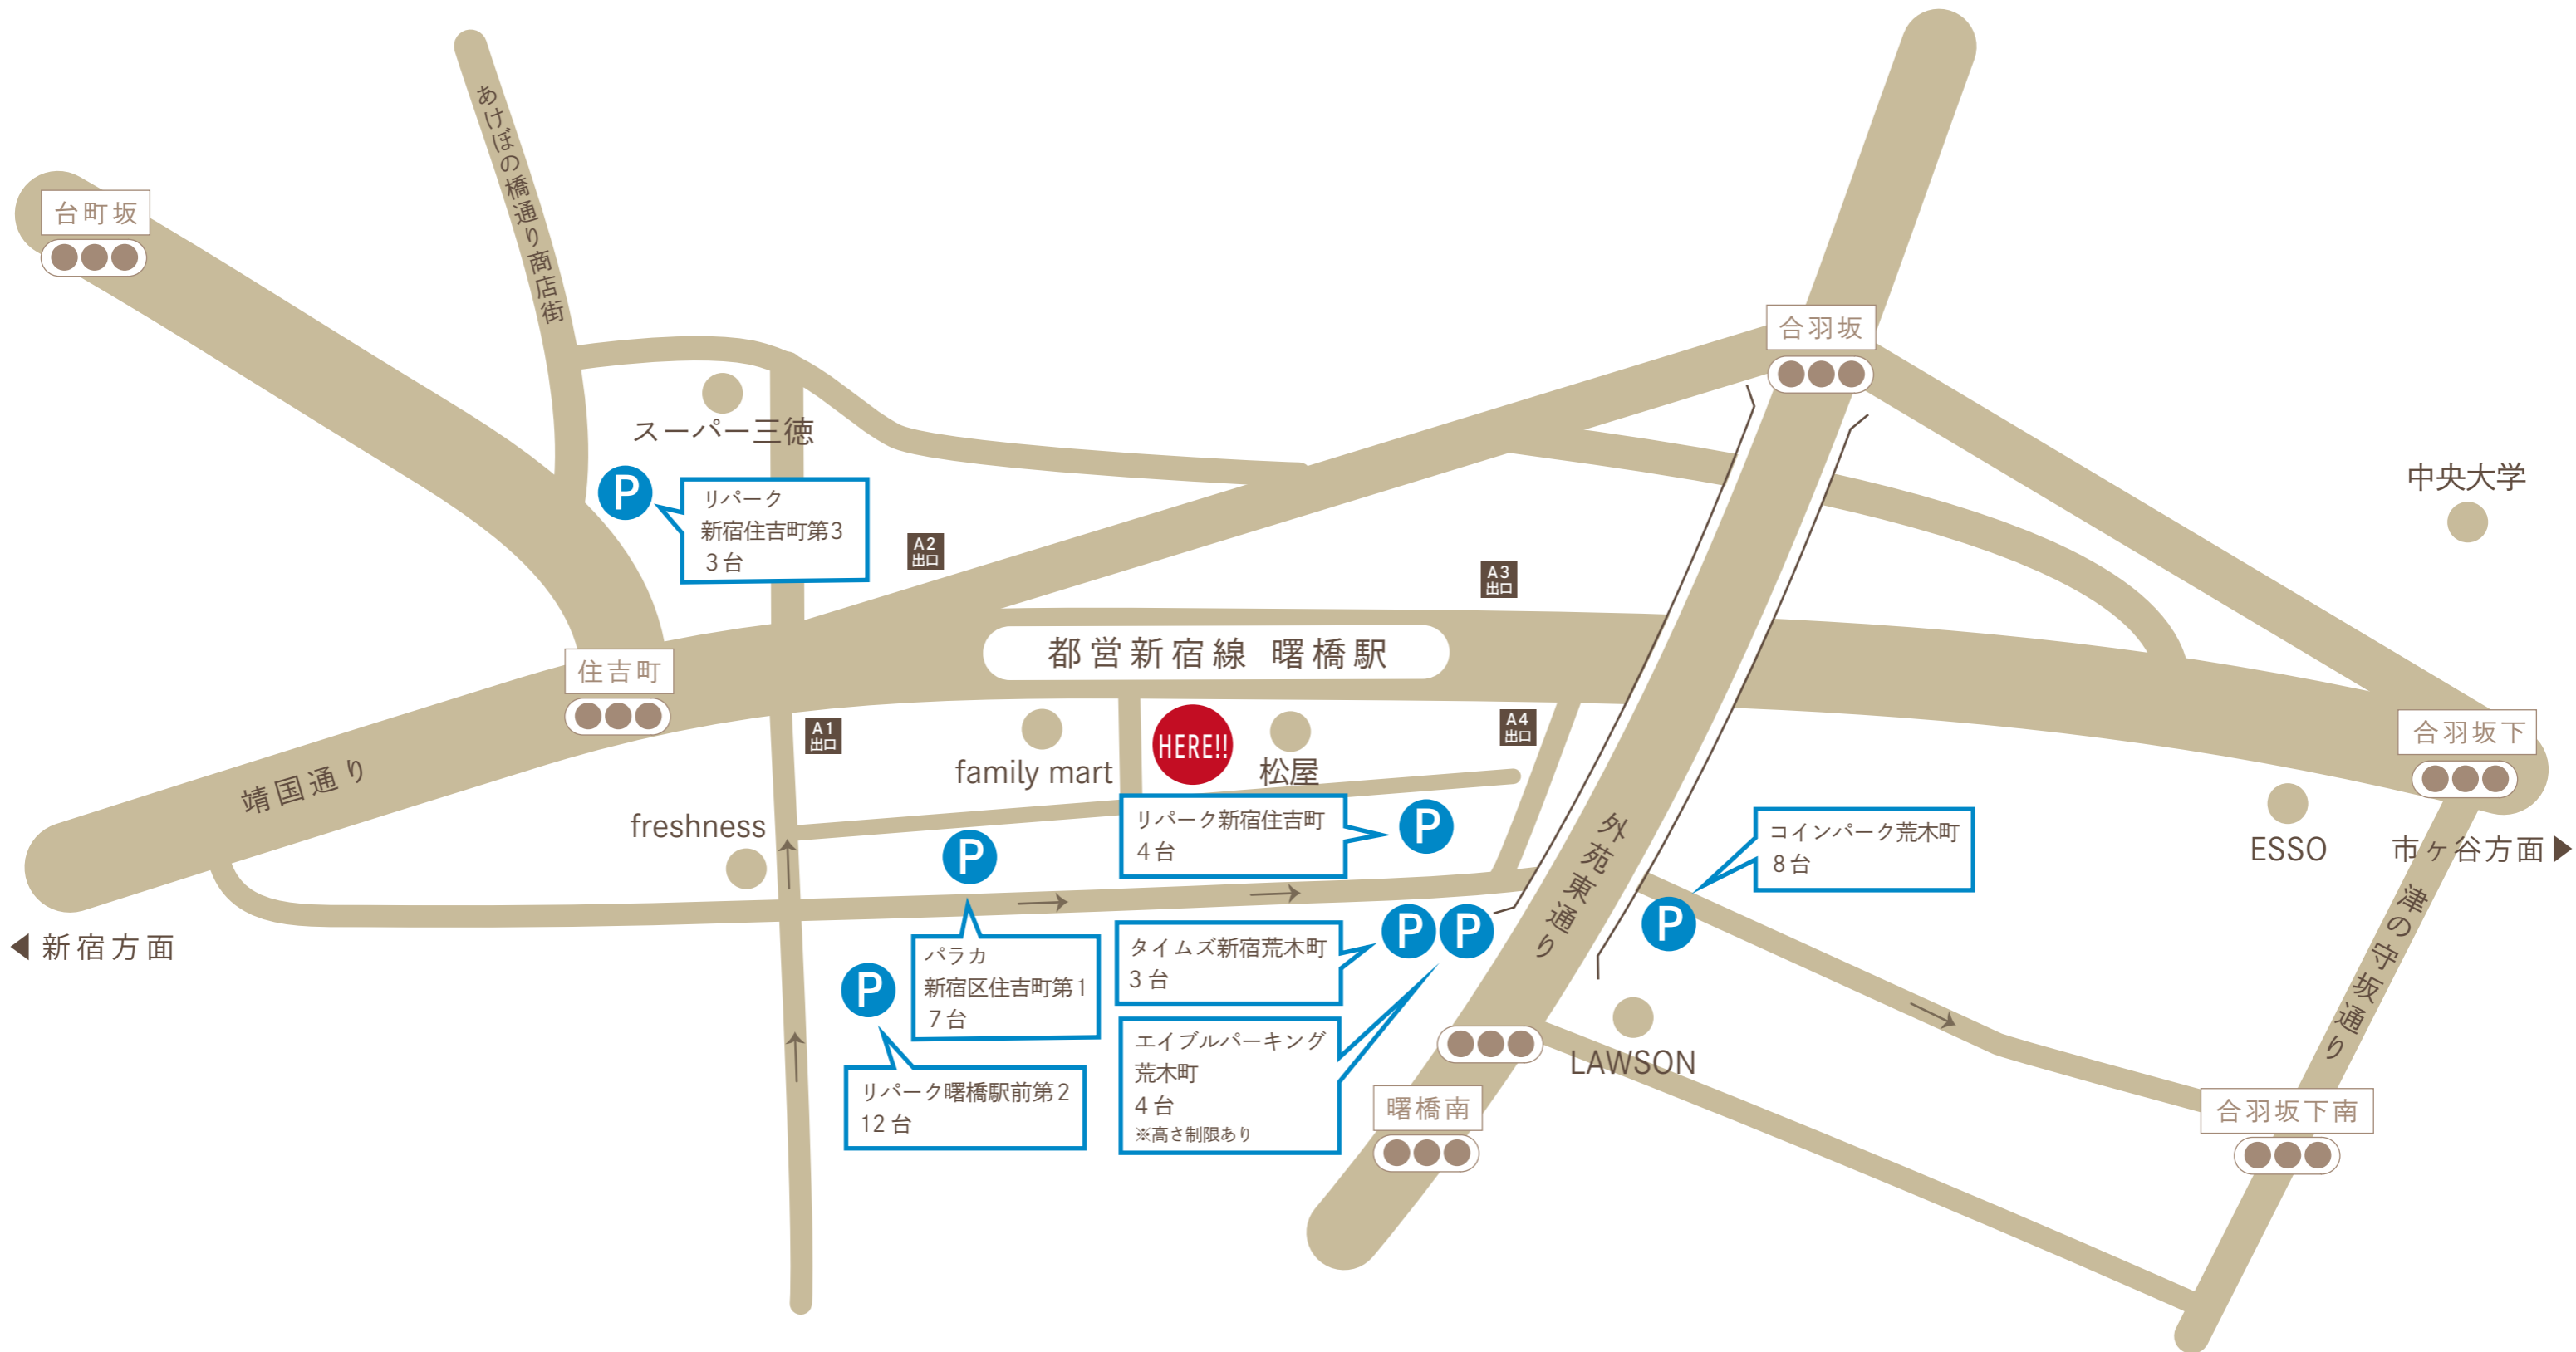 あけぼの橋通り商店街
台町坂
合羽坂
スーパー三徳
中央大学
P
リパーク
新宿住吉町第3
3台
A2
出口
A3
出口
都営新宿線 曙橋駅
住吉町
A1
出口
A4
出口
HERE!!
合羽坂下
family mart
松屋
靖国通り
freshness
リパーク新宿住吉町
4台
P
P
外苑東通り
コインパーク荒木町
8台
ESSO
市ヶ谷方面▶
◀新宿方面
パラカ
新宿区住吉町第1
7台
タイムズ新宿荒木町
3台
P
P
P
津の守坂通り
P
エイブルパーキング
荒木町
4台
※高さ制限あり
LAWSON
リパーク曙橋駅前第2
12台
曙橋南
合羽坂下南